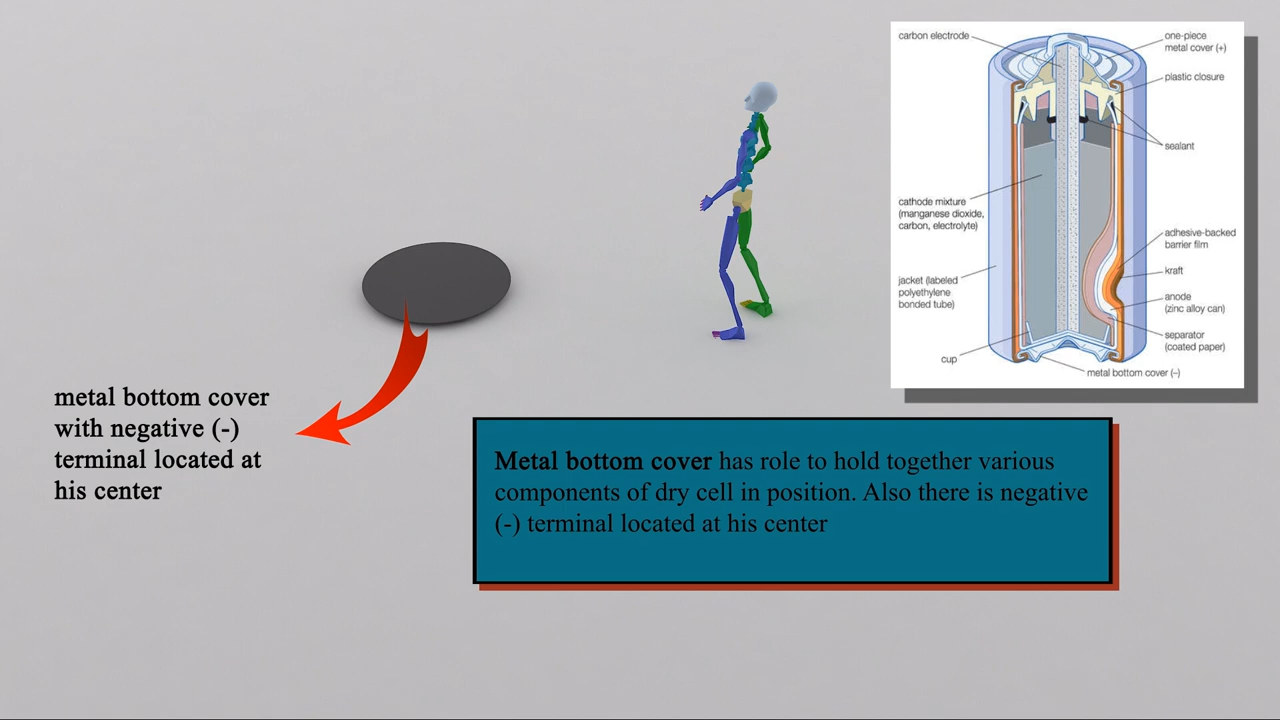 carbon electrode
one-piece
metal cover (+)
plastic closure
sealant
cathode mixture
(manganese dioxide,
carbon, electrolyte)
adhesive-backed
barrier film
kraft
jacket (labeled
polyethylene
bonded tube)
anode
(zinc alloy can)
separator
(coated paper)
cup
metal bottom cover (–)
metal bottom cover
with negative (-)
terminal located at
his center
Metal bottom cover has role to hold together various
components of dry cell in position. Also there is negative
(-) terminal located at his center